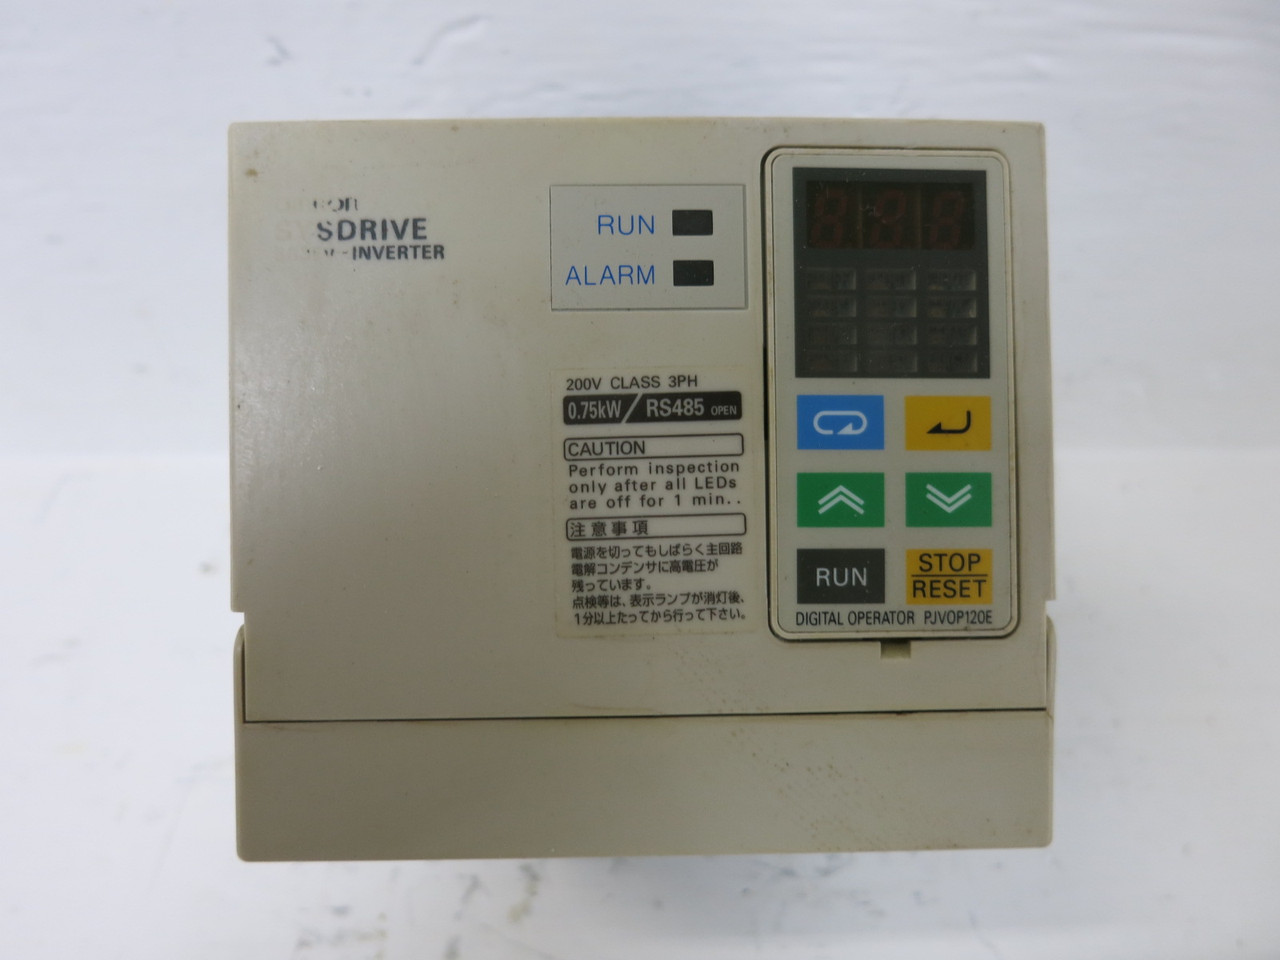 SYSDRIVE
-INVERTER
RUN
ALARM
200V CLASS 3PH
0.75kW/RS485 OPEN
CAUTION
Perform inspection
only after all LEDs
are off for 1 min..
注意事項
電源を切ってもしばらく主回路
電解コンデンサに高電圧が
残っています。
点検等は、表示ランプが消灯後、
1分以上たってから行って下さい。
RUN
STOP
RESET
DIGITAL OPERATOR PJVOP120E